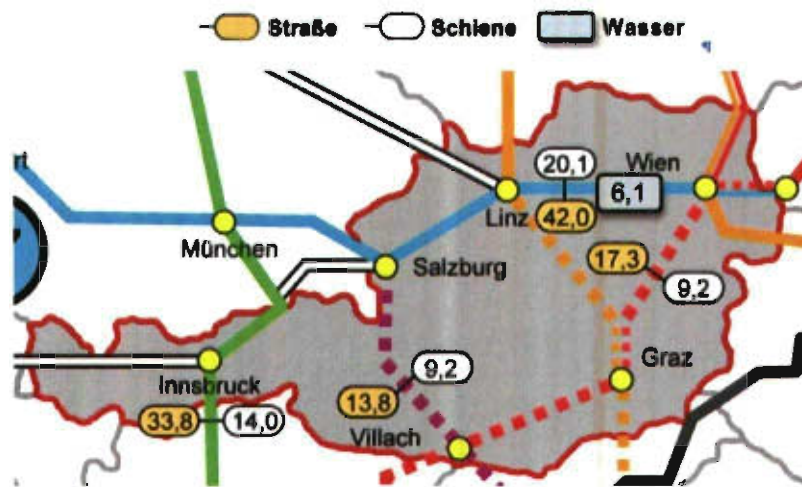 Straße Schiene Wasser
rt
20,1 Wien
6,1
Linz 42,0
München
Salzburg
17,3
9,2
Innsbruck
9,2
Graz
13,8
33,8 14,0
Villach